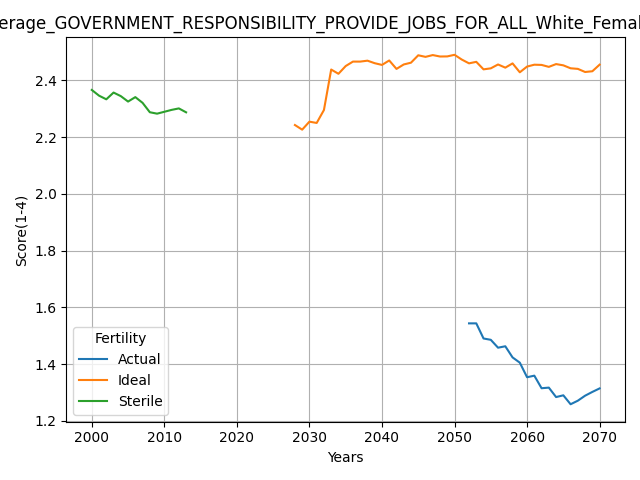 erage_GOVERNMENT_RESPONSIBILITY_PROVIDE_JOBS_FOR_ALL_White_Femal
2.4
2.2
2.0
1.8
1.6
1.4
1.2
Score(1-4)
Fertility
Actual
Ideal
Sterile
2000 2010 2020 2030 2040 2050 2060 2070
Years